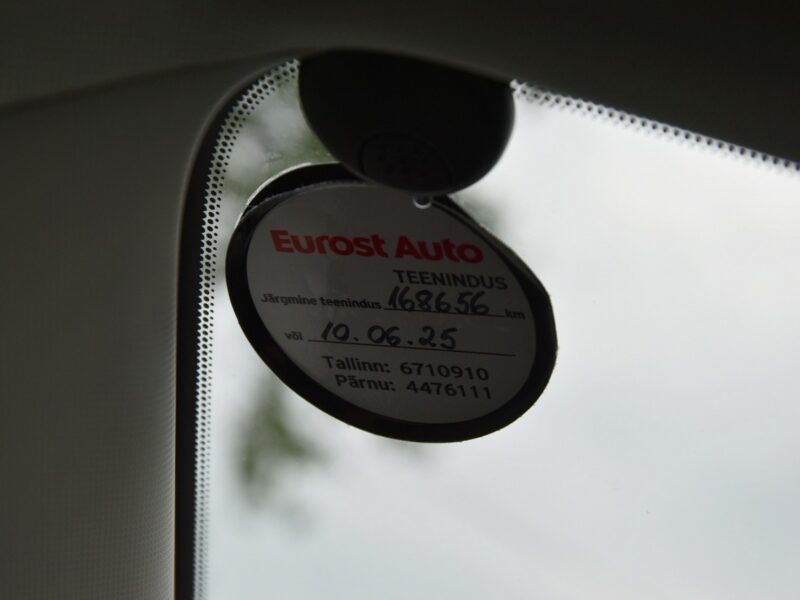 Eurost Auto
TEENINDUS
Järgmine teenindus 168656 km
või 10.06.25
Tallinn: 6710910
Pärnu: 4476111